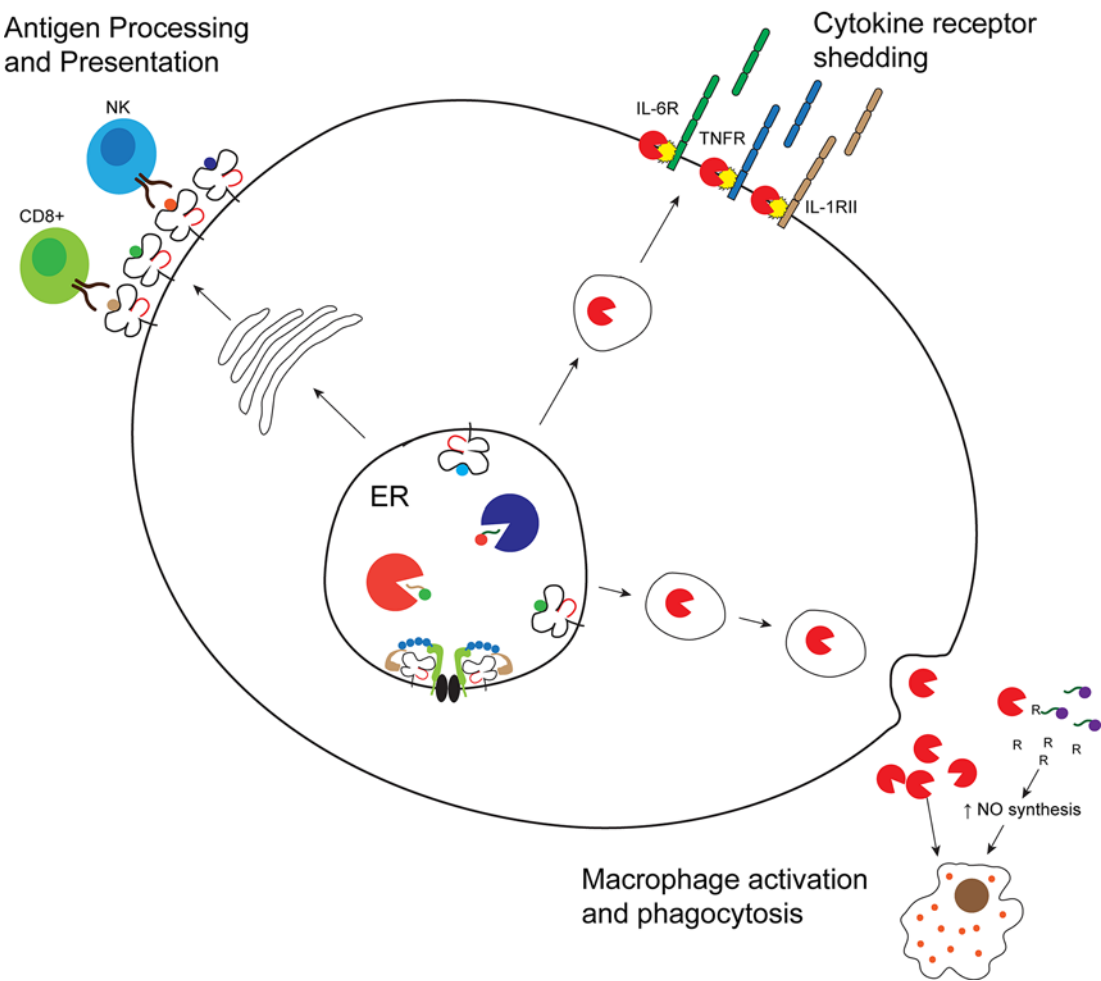 Antigen Processing
and Presentation
Cytokine receptor
shedding
NK
CD8+
IL-6R
TNFR
IL-1RII
ER
R
R
R
R
R
↑ NO synthesis
Macrophage activation
and phagocytosis